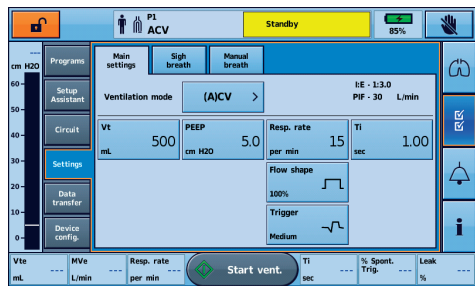 P1
ACV
Standby
85%
---
cm H2O
60-
50-
40-
30-
20-
10-
0-
Programs
Setup
Assistant
Circuit
Settings
Data
transfer
Device
config.
Main
settings
Sigh
breath
Manual
breath
Ventilation mode
(A)CV >
I:E - 1:3.0
PIF - 30 L/min
Vt
500
mL
PEEP
5.0
cm H2O
Resp. rate
15
per min
Ti
1.00
sec
Flow shape
100%
Trigger
Medium
i
Vte
---
mL
MVe
---
L/min
Resp. rate
---
per min
Start vent.
Ti
---
sec
% Spont.
Trig. ---
Leak
---
%